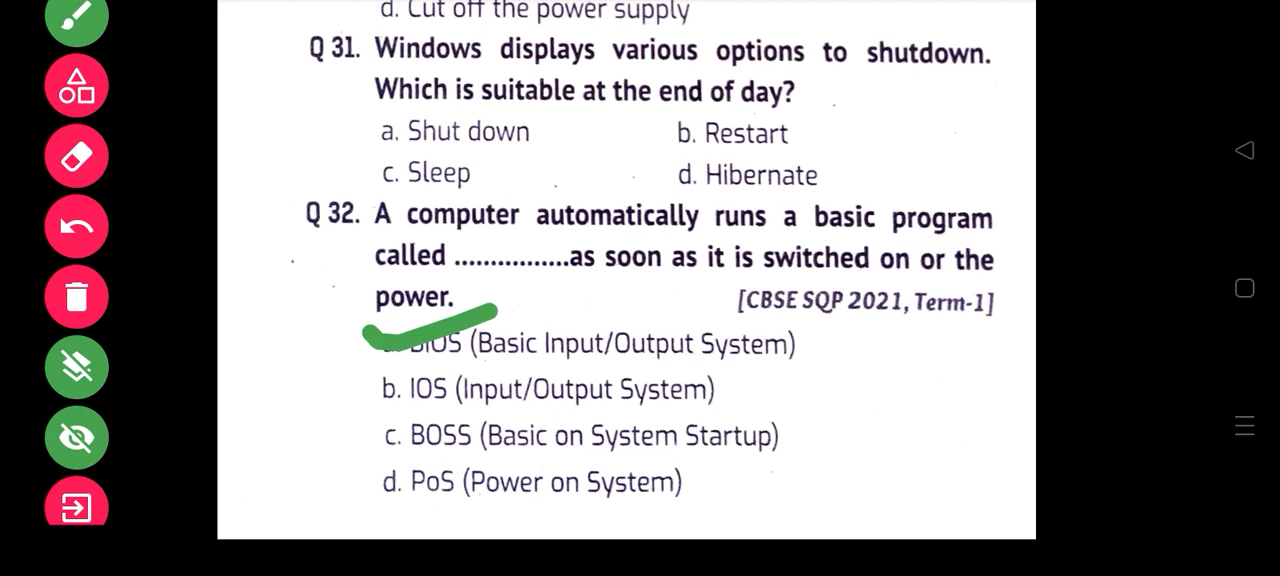 d. Cut off the power supply
Q 31. Windows displays various options to shutdown.
Which is suitable at the end of day?
a. Shut down b. Restart
c. Sleep d. Hibernate
Q 32. A computer automatically runs a basic program
called ................as soon as it is switched on or the
power. [CBSE SQP 2021, Term-1]
a. BIOS (Basic Input/Output System)
b. IOS (Input/Output System)
c. BOSS (Basic on System Startup)
d. PoS (Power on System)